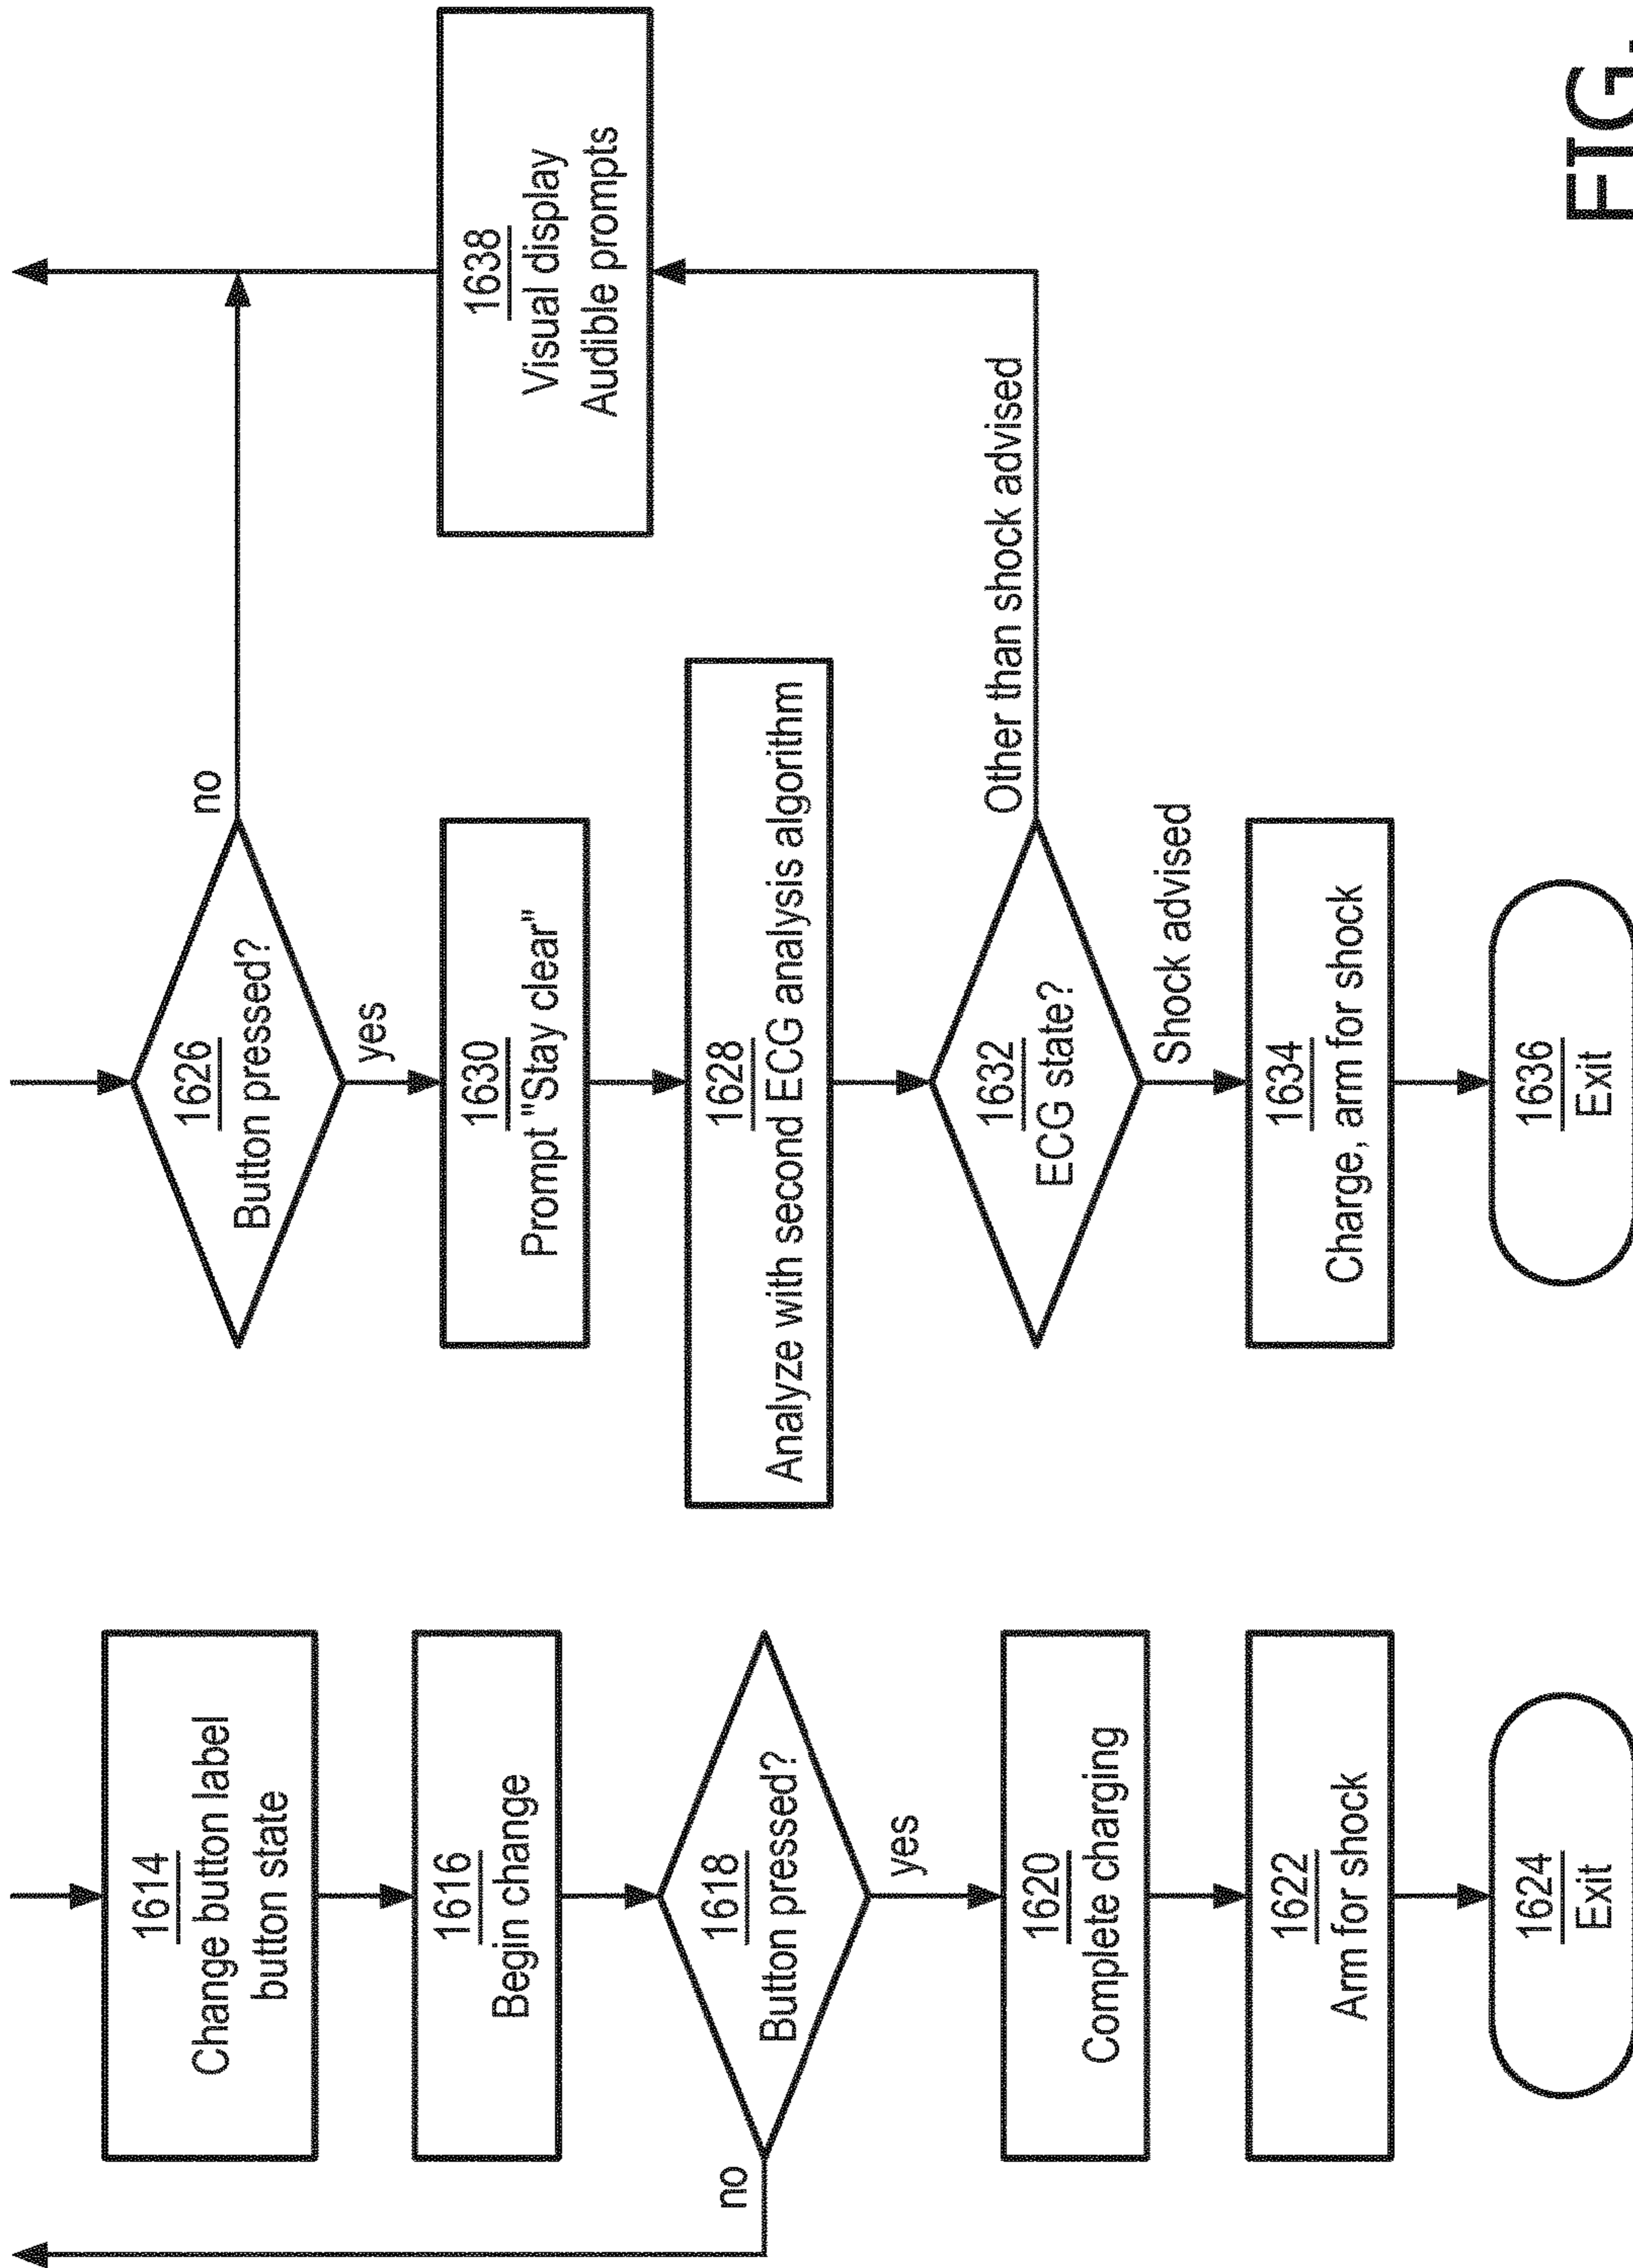 1614
Change button label
button state
1616
Begin change
1618
Button pressed?
no
yes
1620
Complete charging
1622
Arm for shock
1624
Exit
1626
Button pressed?
no
yes
1630
Prompt "Stay clear"
1628
Analyze with second ECG analysis algorithm
1632
ECG state?
Other than shock advised
Shock advised
1634
Charge, arm for shock
1636
Exit
1638
Visual display
Audible prompts
FIG.